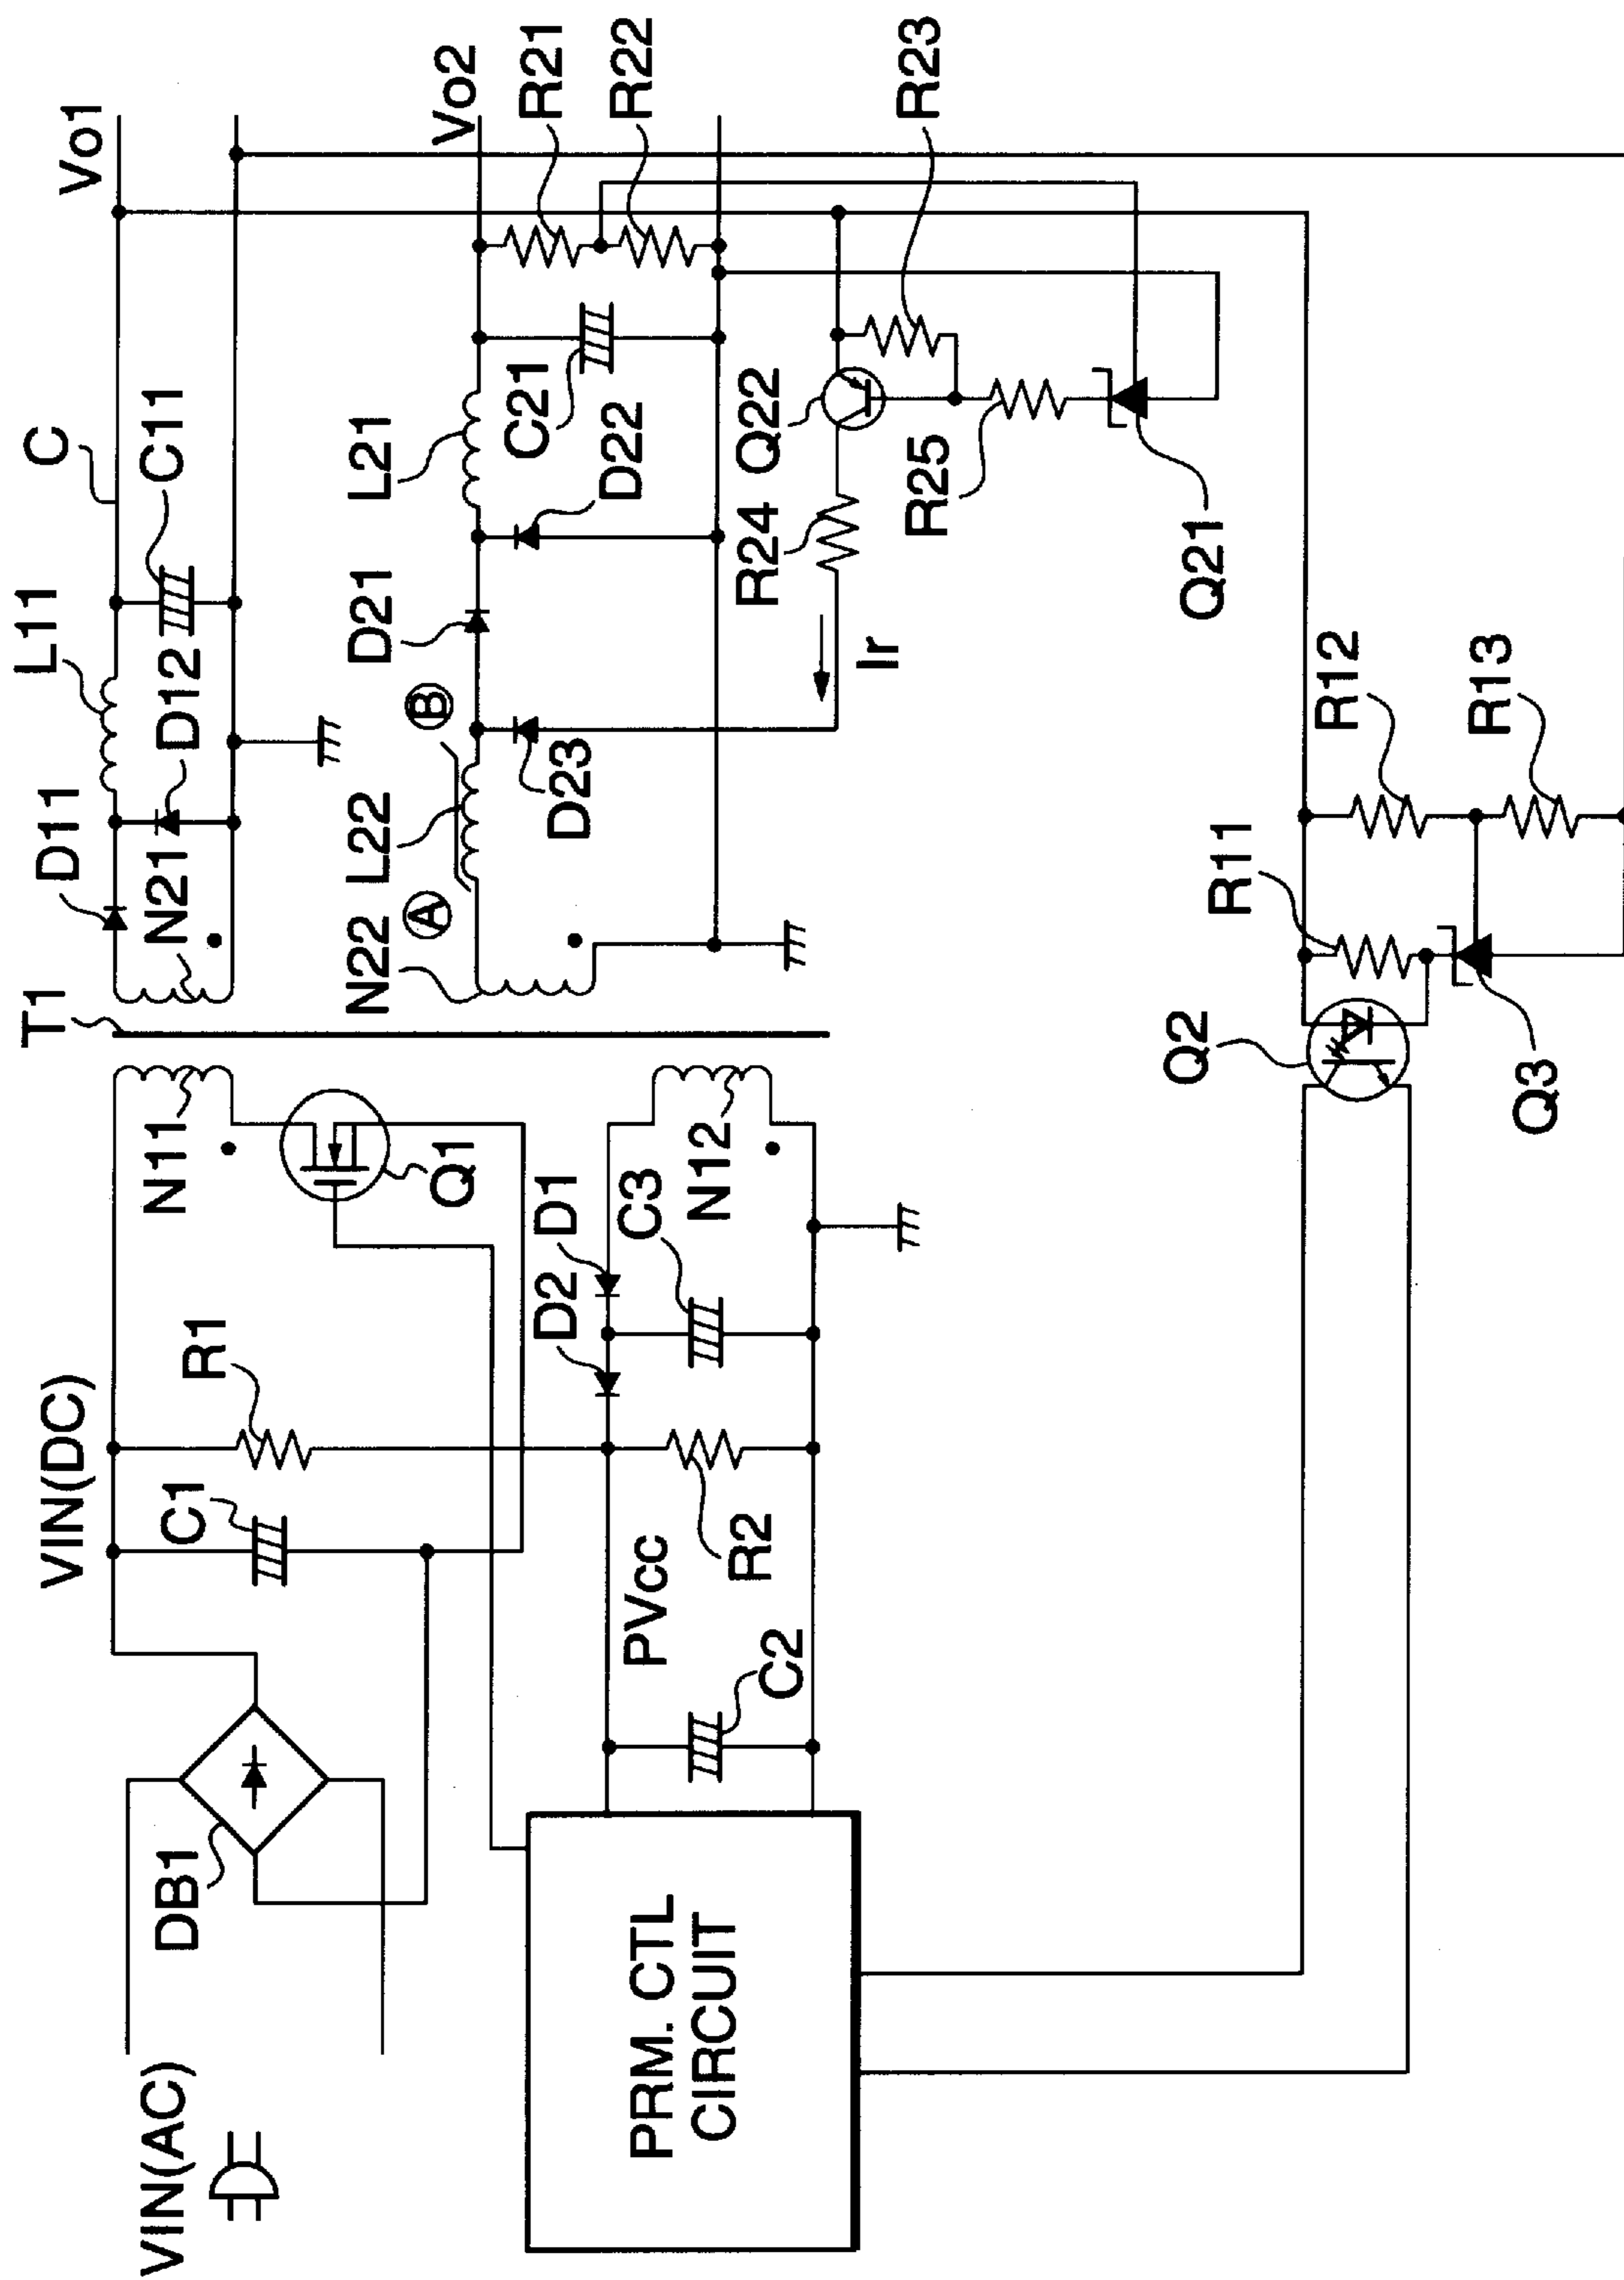 VIN(AC)
DB1
VIN(DC)
C1
R1
N11
Q1
T1
D11
N21
L11
D12
C11
C
Vo1
N22
A
L22
B
D23
D21
L21
D22
C21
Vo2
R21
R22
R23
Q22
R24
Ir
R25
Q21
D2
D1
C3
N12
PVcc
R2
C2
PRM. CTL
CIRCUIT
Q2
R11
R12
R13
Q3